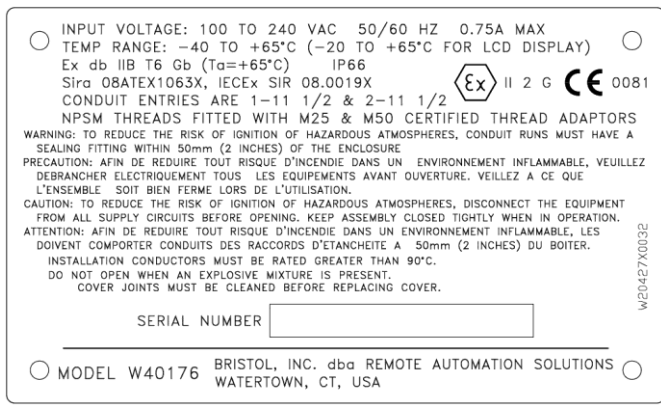 INPUT VOLTAGE: 100 TO 240 VAC 50/60 HZ 0.75A MAX
TEMP RANGE: -40 TO +65°C (-20 TO +65°C FOR LCD DISPLAY)
Ex db IIB T6 Gb (Ta=+65°C) IP66
Sira 08ATEX1063X, IECEx SIR 08.0019X Ex II 2 G CE 0081
CONDUIT ENTRIES ARE 1-11 1/2 & 2-11 1/2
NPSM THREADS FITTED WITH M25 & M50 CERTIFIED THREAD ADAPTORS
WARNING: TO REDUCE THE RISK OF IGNITION OF HAZARDOUS ATMOSPHERES, CONDUIT RUNS MUST HAVE A
SEALING FITTING WITHIN 50mm (2 INCHES) OF THE ENCLOSURE
PRECAUTION: AFIN DE REDUIRE TOUT RISQUE D'INCENDIE DANS UN ENVIRONNEMENT INFLAMMABLE, VEUILLEZ
DEBRANCHER ELECTRIQUEMENT TOUS LES EQUIPEMENTS AVANT OUVERTURE. VEILLEZ A CE QUE
L'ENSEMBLE SOIT BIEN FERME LORS DE L'UTILISATION.
CAUTION: TO REDUCE THE RISK OF IGNITION OF HAZARDOUS ATMOSPHERES, DISCONNECT THE EQUIPMENT
FROM ALL SUPPLY CIRCUITS BEFORE OPENING. KEEP ASSEMBLY CLOSED TIGHTLY WHEN IN OPERATION.
ATTENTION: AFIN DE REDUIRE TOUT RISQUE D'INCENDIE DANS UN ENVIRONNEMENT INFLAMMABLE, LES
DOIVENT COMPORTER CONDUITS DES RACCORDS D'ETANCHEITE A 50mm (2 INCHES) DU BOITER.
INSTALLATION CONDUCTORS MUST BE RATED GREATER THAN 90°C.
DO NOT OPEN WHEN AN EXPLOSIVE MIXTURE IS PRESENT.
COVER JOINTS MUST BE CLEANED BEFORE REPLACING COVER.
W20427X0032
SERIAL NUMBER
MODEL W40176 BRISTOL, INC. dba REMOTE AUTOMATION SOLUTIONS
WATERTOWN, CT, USA